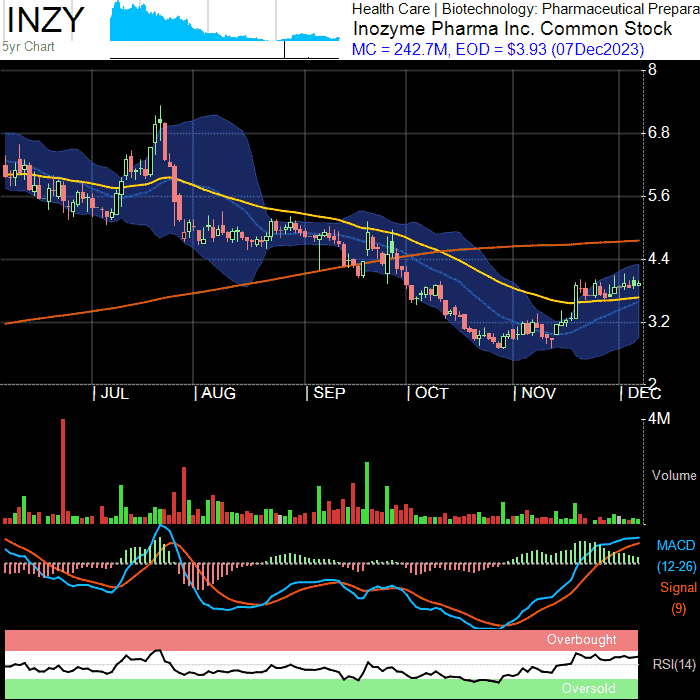 INZY
5yr Chart
Health Care | Biotechnology: Pharmaceutical Prepara
Inozyme Pharma Inc. Common Stock
MC = 242.7M, EOD = $3.93 (07Dec2023)
8
6.8
5.6
4.4
3.2
2
JUL AUG SEP OCT NOV DEC
4M
Volume
MACD
(12-26)
Signal
(9)
Overbought
RSI(14)
Oversold